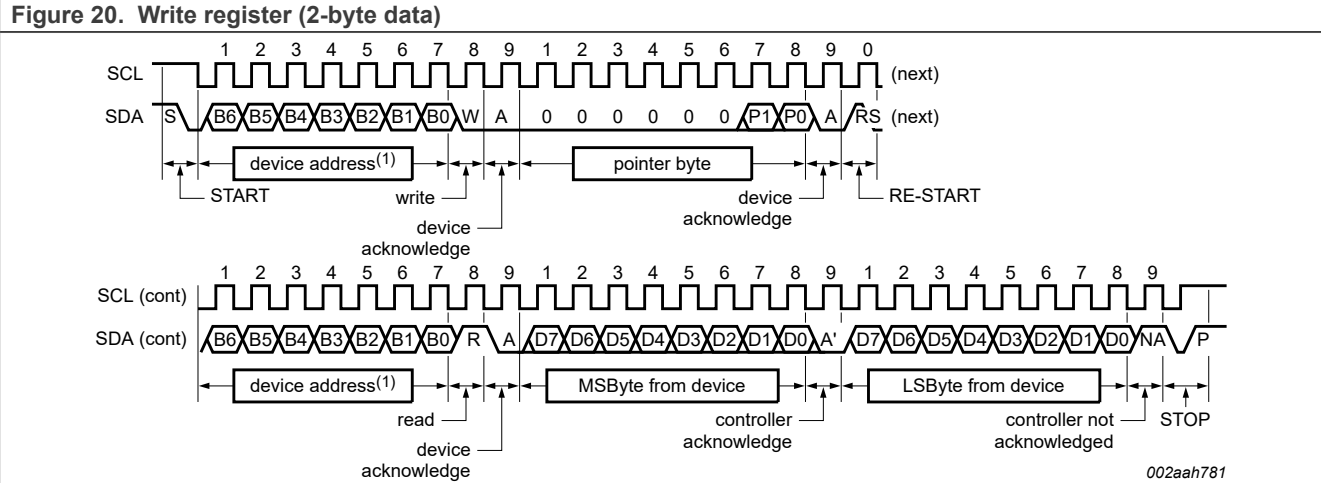 Figure 20. Write register (2-byte data)
1 2 3 4 5 6 7 8 9 1 2 3 4 5 6 7 8 9 0
SCL (next)
SDA S B6 B5 B4 B3 B2 B1 B0 W A 0 0 0 0 0 0 P1 P0 A RS (next)
device address(1) pointer byte
START write device RE-START
acknowledge
device
acknowledge
1 2 3 4 5 6 7 8 9 1 2 3 4 5 6 7 8 9 1 2 3 4 5 6 7 8 9
SCL (cont)
SDA (cont) B6 B5 B4 B3 B2 B1 B0 R A D7 D6 D5 D4 D3 D2 D1 D0 A' D7 D6 D5 D4 D3 D2 D1 D0 NA P
device address(1) MSByte from device LSByte from device
read controller controller not STOP
acknowledge acknowledged
device
acknowledge
002aah781